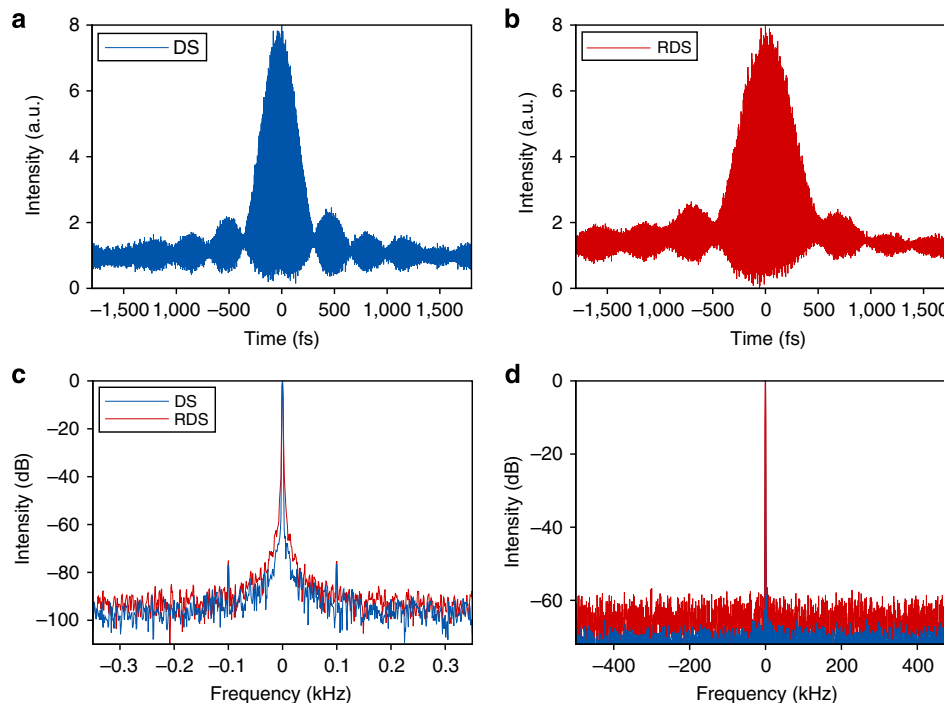 a
DS
Intensity (a.u.)
8
6
4
2
0
–1,500 1,000 –500 0 500 1,000 1,500
Time (fs)
b
RDS
Intensity (a.u.)
8
6
4
2
0
–1,500 1,000 –500 0 500 1,000 1,500
Time (fs)
c
DS
RDS
Intensity (dB)
0
–20
–40
–60
–80
–100
–0.3 –0.2 –0.1 0 0.1 0.2 0.3
Frequency (kHz)
d
Intensity (dB)
0
–20
–40
–60
–400 –200 0 200 400
Frequency (kHz)